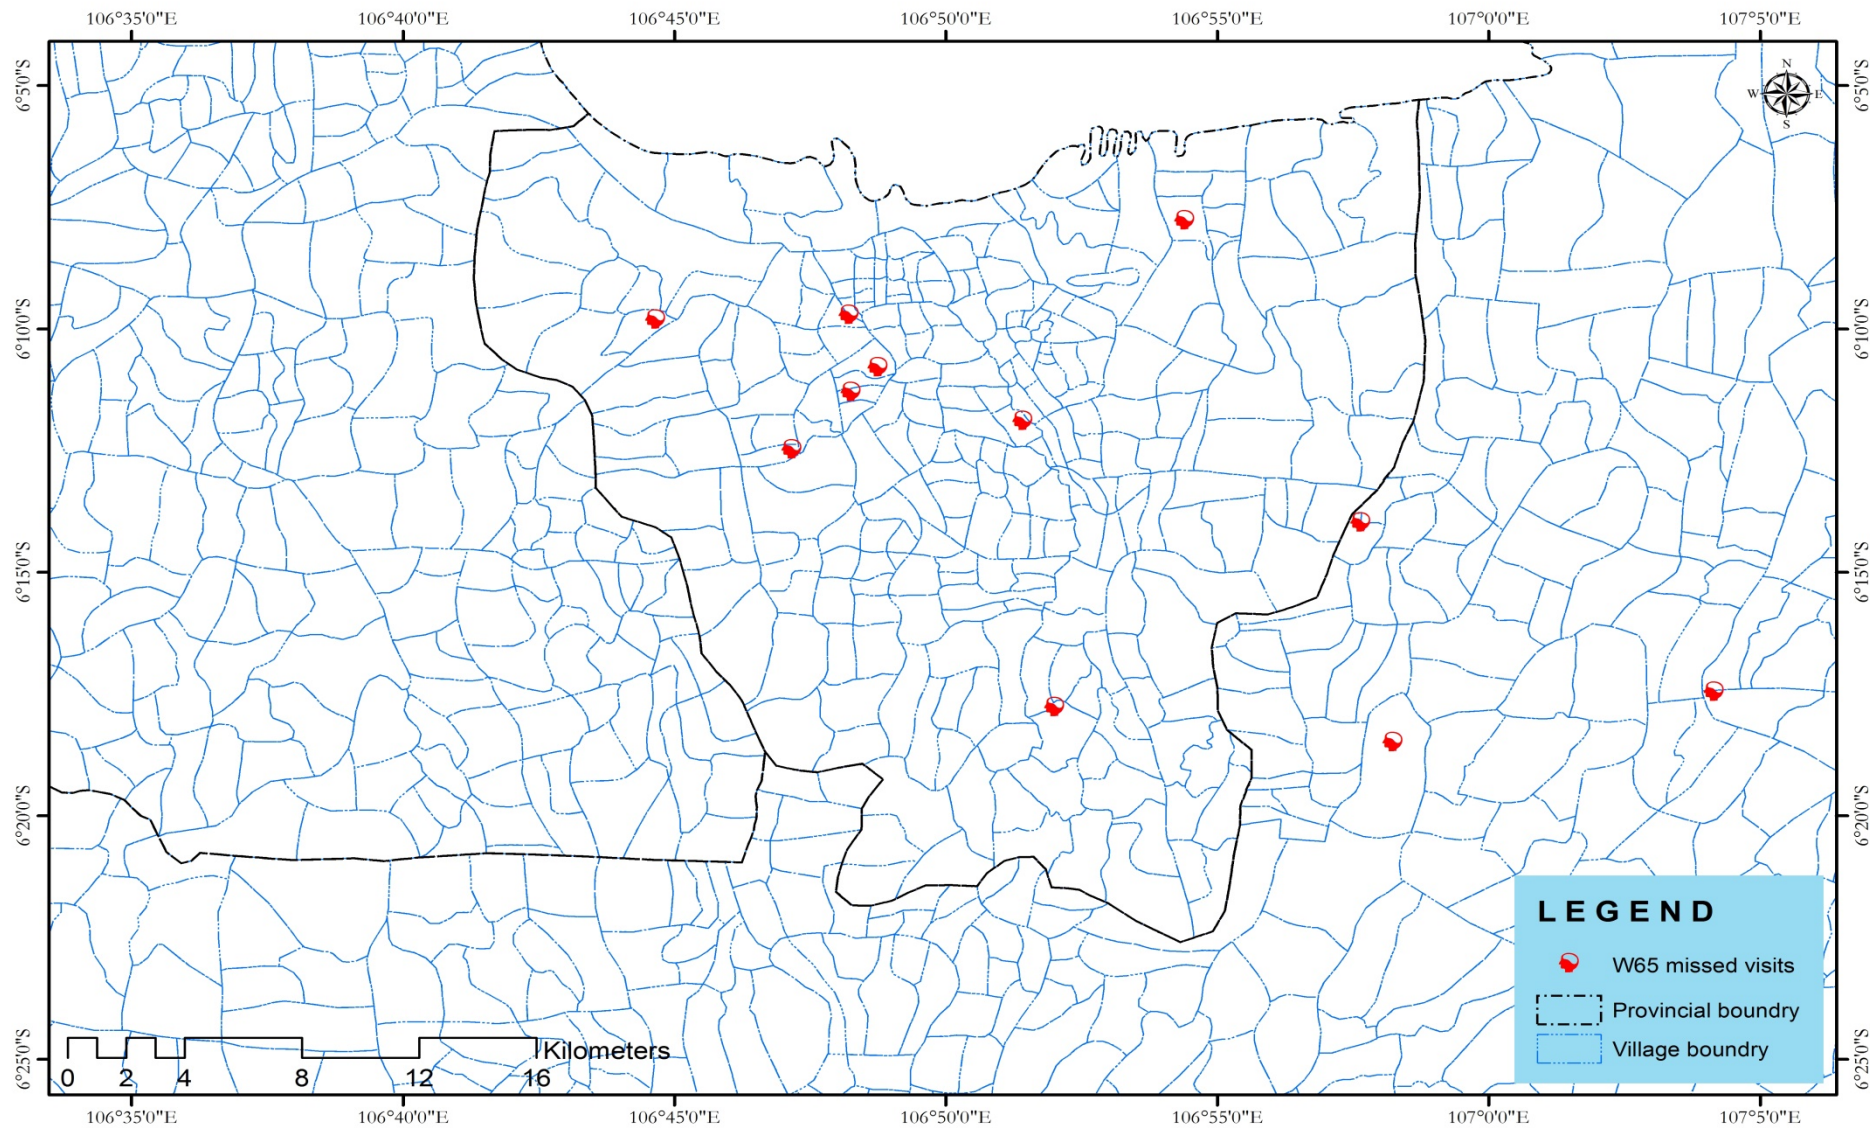 106°35'0"E 106°40'0"E 106°45'0"E 106°50'0"E 106°55'0"E 107°0'0"E 107°5'0"E
6°5'0"S 6°5'0"S
N
W E
S
6°10'0"S 6°10'0"S
6°15'0"S 6°15'0"S
6°20'0"S 6°20'0"S
LEGEND
W65 missed visits
Provincial boundry
Village boundry
6°25'0"S 6°25'0"S
Kilometers
0 2 4 8 12 16
106°35'0"E 106°40'0"E 106°45'0"E 106°50'0"E 106°55'0"E 107°0'0"E 107°5'0"E